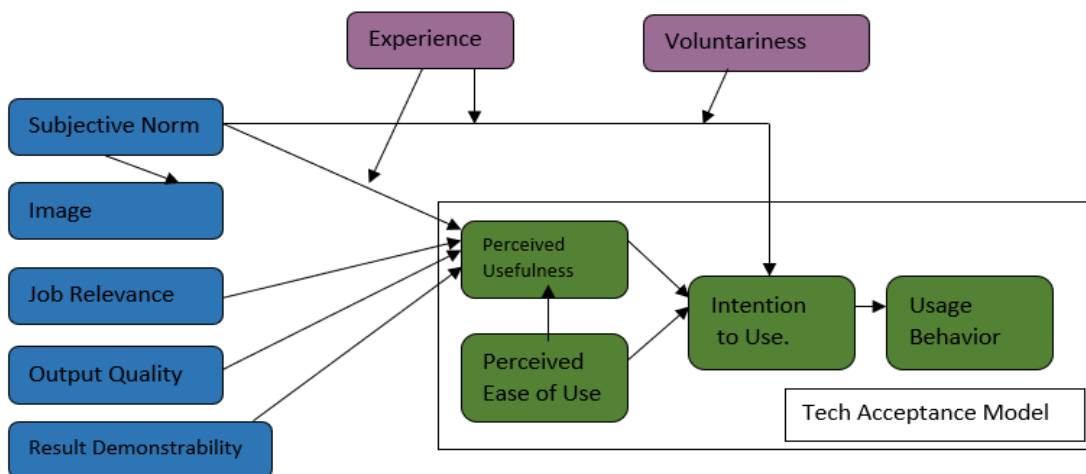 Experience
Voluntariness
Subjective Norm
Image
Job Relevance
Output Quality
Result Demonstrability
Perceived
Usefulness
Perceived
Ease of Use
Intention
to Use.
Usage
Behavior
Tech Acceptance Model